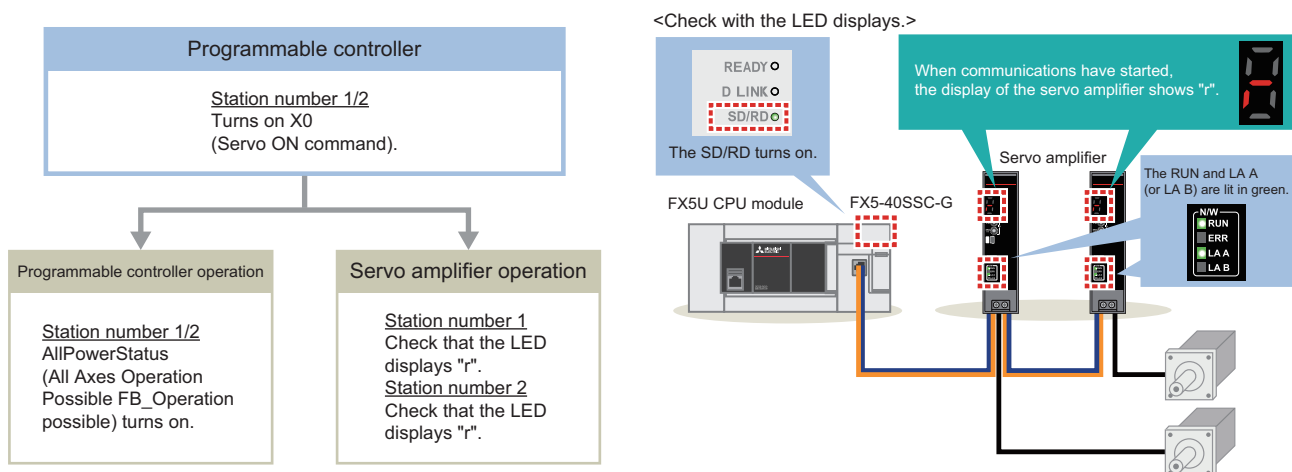 Programmable controller
Station number 1/2
Turns on X0
(Servo ON command).
Programmable controller operation
Station number 1/2
AllPowerStatus
(All Axes Operation
Possible FB_Operation
possible) turns on.
Servo amplifier operation
Station number 1
Check that the LED
displays "r".
Station number 2
Check that the LED
displays "r".
<Check with the LED displays.>
READY
D LINK
SD/RD
The SD/RD turns on.
When communications have started,
the display of the servo amplifier shows "r".
Servo amplifier
The RUN and LA A
(or LA B) are lit in green.
N/W
RUN
ERR
LA A
LA B
FX5U CPU module
FX5-40SSC-G